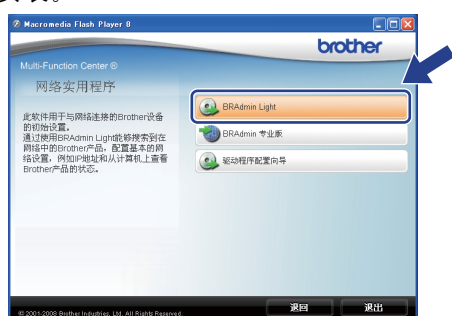 Macromedia Flash Player 8
brother
Multi-Function Center ®
网络实用程序
此软件用于与网络连接的Brother设备
的初始设置。
通过使用BRAdmin Light能够搜索到在
网络中的Brother产品，配置基本的网
络设置，例如IP地址和从计算机上查看
Brother产品的状态。
BRAdmin Light
BRAdmin 专业版
驱动程序配置向导
© 2001-2008 Brother Industries, Ltd. All Rights Reserved.
退回
退出